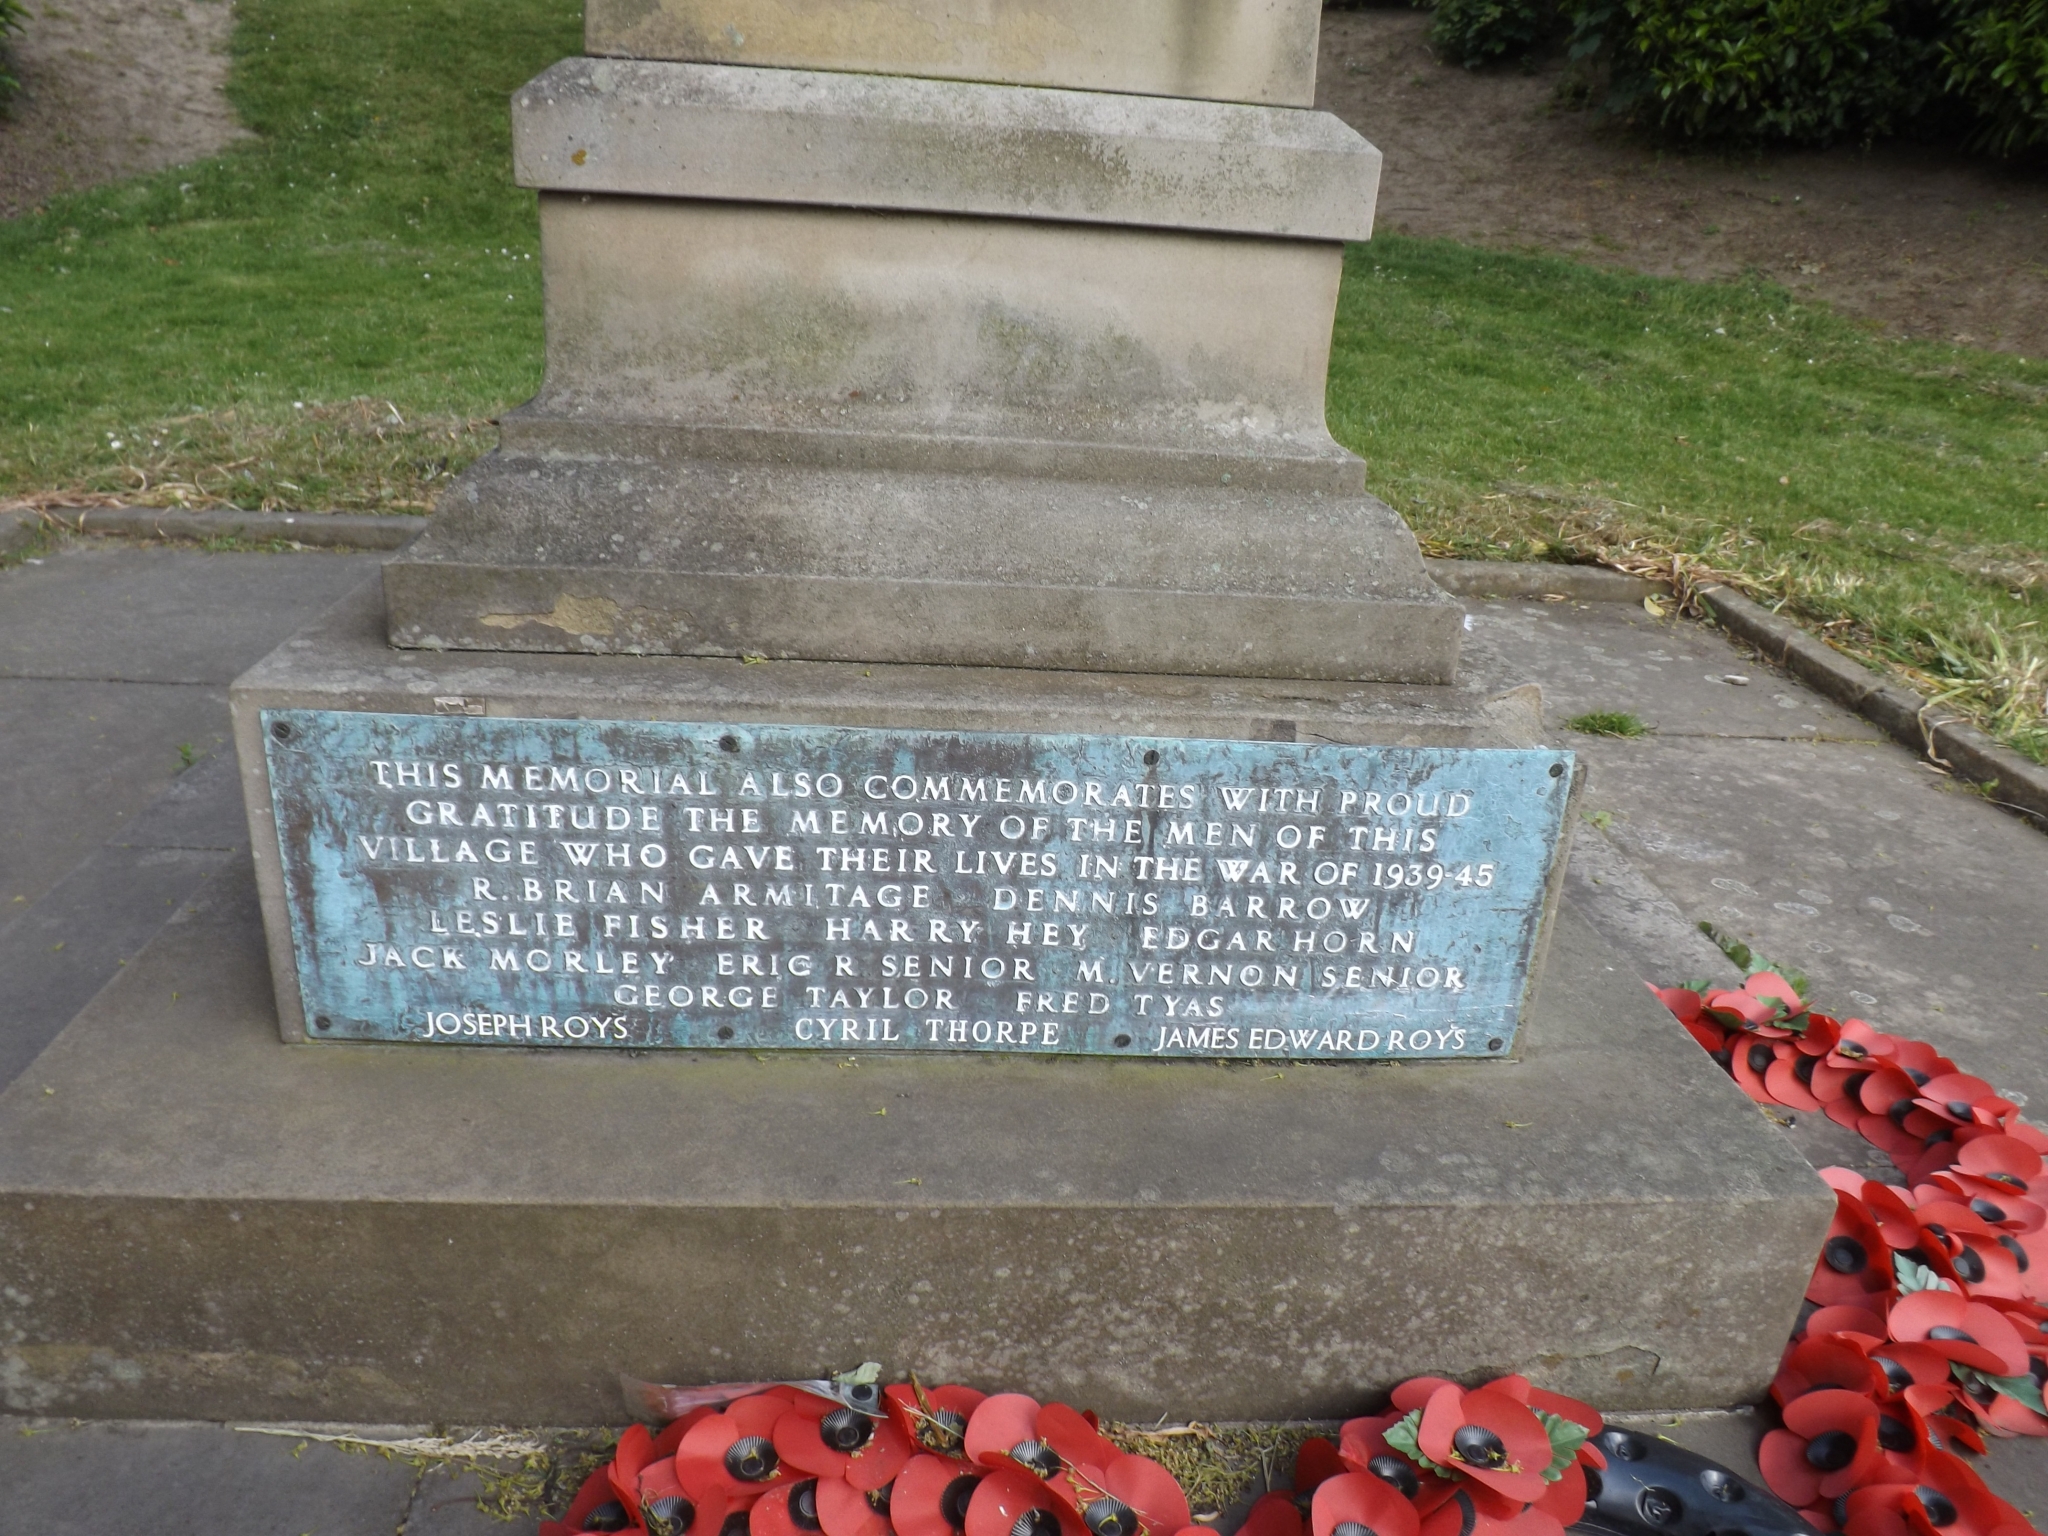 THIS MEMORIAL ALSO COMMEMORATES WITH PROUD
GRATITUDE THE MEMORY OF THE MEN OF THIS
VILLAGE WHO GAVE THEIR LIVES IN THE WAR OF 1939-45
R. BRIAN ARMITAGE DENNIS BARROW
LESLIE FISHER HARRY HEY EDGAR HORN
JACK MORLEY ERIC R SENIOR M. VERNON SENIOR
GEORGE TAYLOR FRED TYAS
JOSEPH ROYS CYRIL THORPE JAMES EDWARD ROYS